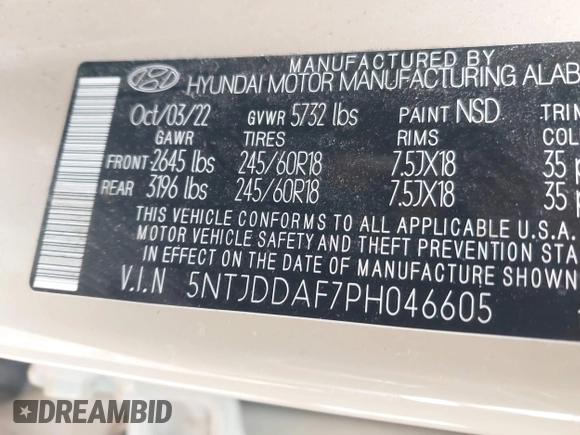 MANUFACTURED BY
HYUNDAI MOTOR MANUFACTURING
Oct/03/22 GVWR 5732 lbs PAINT NSD
GAWR TIRES RIMS
FRONT 2645 lbs 245/60R18 7.5JX18 35
REAR 3196 lbs 245/60R18 7.5JX18 35
THIS VEHICLE CONFORMS TO ALL APPLICABLE U.S.A.
MOTOR VEHICLE SAFETY AND THEFT PREVENTION
IN EFFECT ON THE DATE OF MANUFACTURE SHOWN
V.I.N 5NTJDDAF7PH046605
DREAMBID